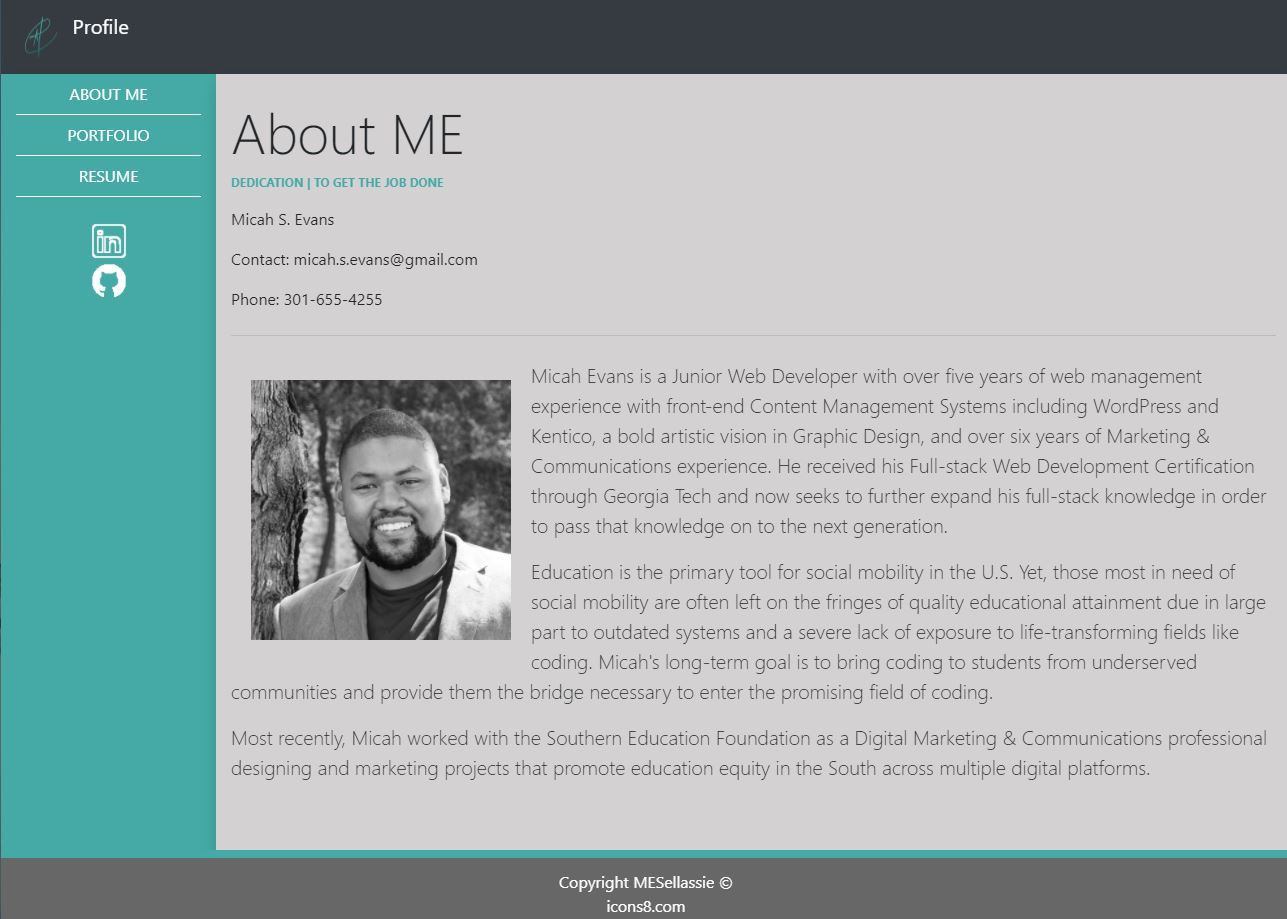 Profile
ABOUT ME
PORTFOLIO
RESUME
in
About ME
DEDICATION | TO GET THE JOB DONE
Micah S. Evans
Contact: micah.s.evans@gmail.com
Phone: 301-655-4255
Micah Evans is a Junior Web Developer with over five years of web management
experience with front-end Content Management Systems including WordPress and
Kentico, a bold artistic vision in Graphic Design, and over six years of Marketing &
Communications experience. He received his Full-stack Web Development Certification
through Georgia Tech and now seeks to further expand his full-stack knowledge in order
to pass that knowledge on to the next generation.
Education is the primary tool for social mobility in the U.S. Yet, those most in need of
social mobility are often left on the fringes of quality educational attainment due in large
part to outdated systems and a severe lack of exposure to life-transforming fields like
coding. Micah's long-term goal is to bring coding to students from underserved
communities and provide them the bridge necessary to enter the promising field of coding.
Most recently, Micah worked with the Southern Education Foundation as a Digital Marketing & Communications professional
designing and marketing projects that promote education equity in the South across multiple digital platforms.
Copyright MESellassie ©
icons8.com